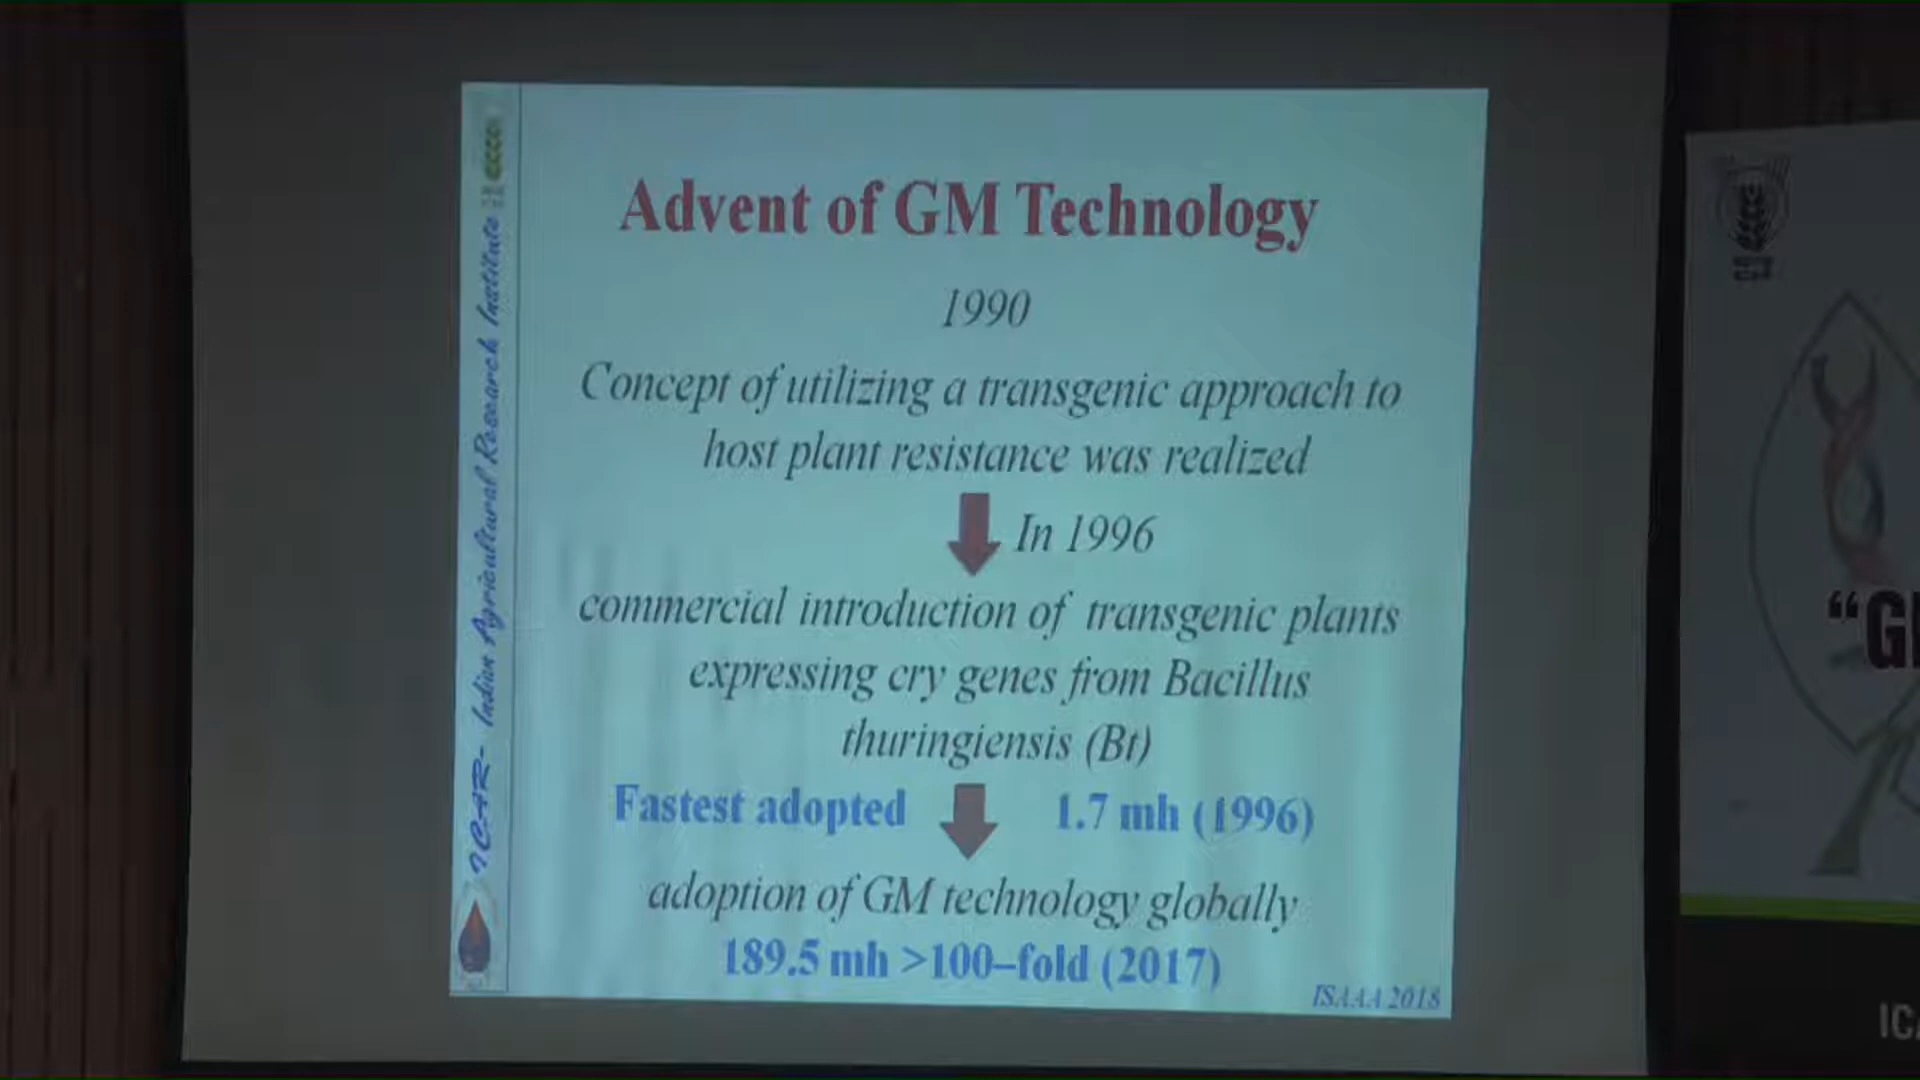 Advent of GM Technology
1990
Concept of utilizing a transgenic approach to
host plant resistance was realized
In 1996
commercial introduction of transgenic plants
expressing cry genes from Bacillus
thuringiensis (Bt)
Fastest adopted 1.7 mh (1996)
adoption of GM technology globally
189.5 mh >100–fold (2017)
ISAAA 2018
ICAR- Indian Agricultural Research Institute